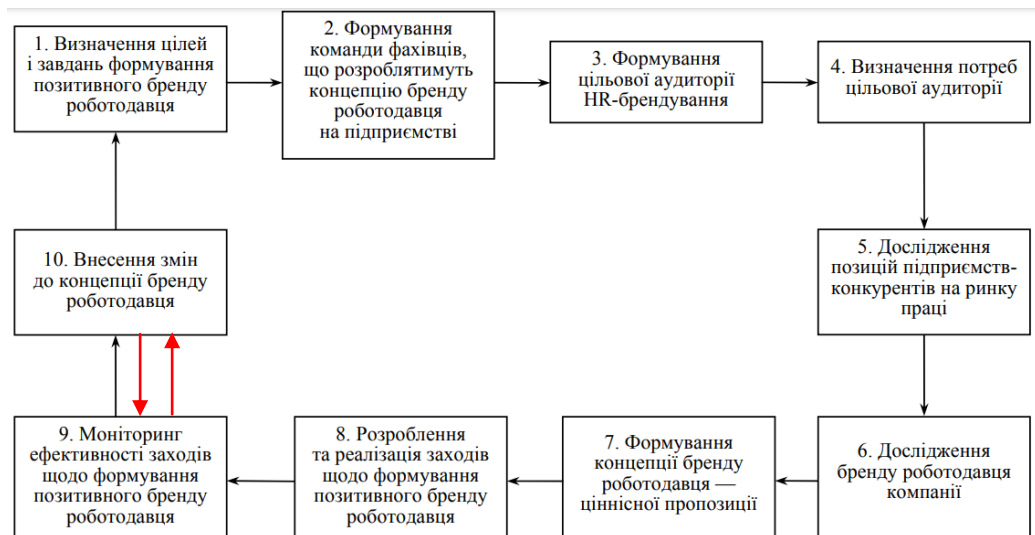 1. Визначення цілей
і завдань формування
позитивного бренду
роботодавця
2. Формування
команди фахівців,
що розроблятимуть
концепцію бренду
роботодавця
на підприємстві
3. Формування
цільової аудиторії
HR-брендування
4. Визначення потреб
цільової аудиторії
5. Дослідження
позицій підприємств-
конкурентів на ринку
праці
6. Дослідження
бренду роботодавця
компанії
7. Формування
концепції бренду
роботодавця —
ціннісної пропозиції
8. Розроблення
та реалізація заходів
щодо формування
позитивного бренду
роботодавця
9. Моніторинг
ефективності заходів
щодо формування
позитивного бренду
роботодавця
10. Внесення змін
до концепції бренду
роботодавця